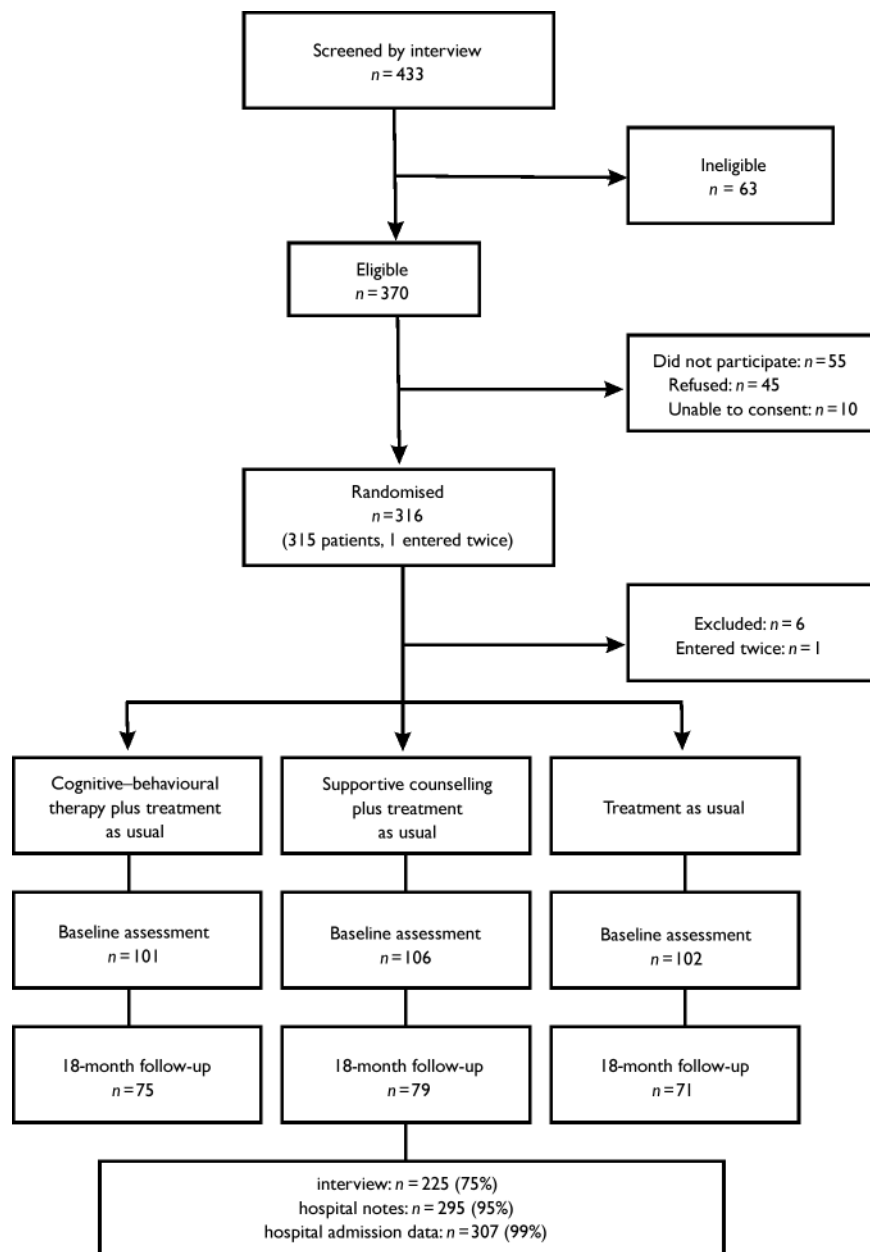 Screened by interview
n = 433
Ineligible
n = 63
Eligible
n = 370
Did not participate: n = 55
Refused: n = 45
Unable to consent: n = 10
Randomised
n = 316
(315 patients, 1 entered twice)
Excluded: n = 6
Entered twice: n = 1
Cognitive–behavioural
therapy plus treatment
as usual
Supportive counselling
plus treatment
as usual
Treatment as usual
Baseline assessment
n = 101
Baseline assessment
n = 106
Baseline assessment
n = 102
18-month follow-up
n = 75
18-month follow-up
n = 79
18-month follow-up
n = 71
interview: n = 225 (75%)
hospital notes: n = 295 (95%)
hospital admission data: n = 307 (99%)